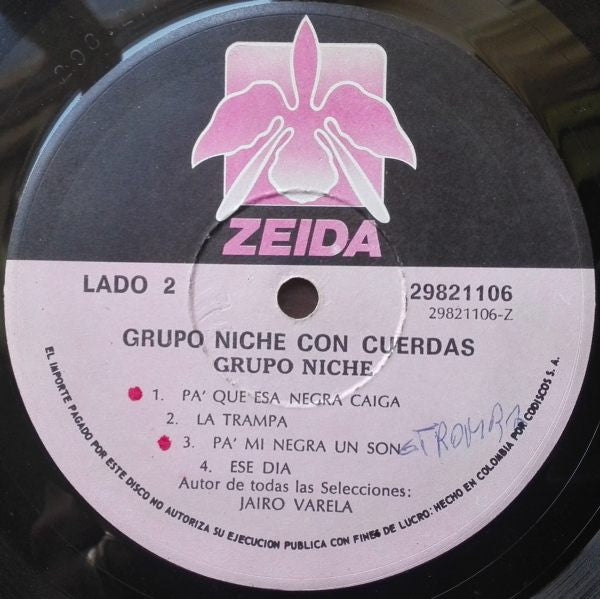 ZEIDA
LADO 2
29821106
29821106-Z
GRUPO NICHE CON CUERDAS
GRUPO NICHE
1. PA' QUE ESA NEGRA CAIGA
2. LA TRAMPA
3. PA' MI NEGRA UN SON
4. ESE DIA
Autor de todas las Selecciones:
JAIRO VARELA
EL IMPORTE PAGADO POR ESTE DISCO NO AUTORIZA SU EJECUCION PUBLICA CON FINES DE LUCRO: HECHO EN COLOMBIA POR CODISCOS S. A.